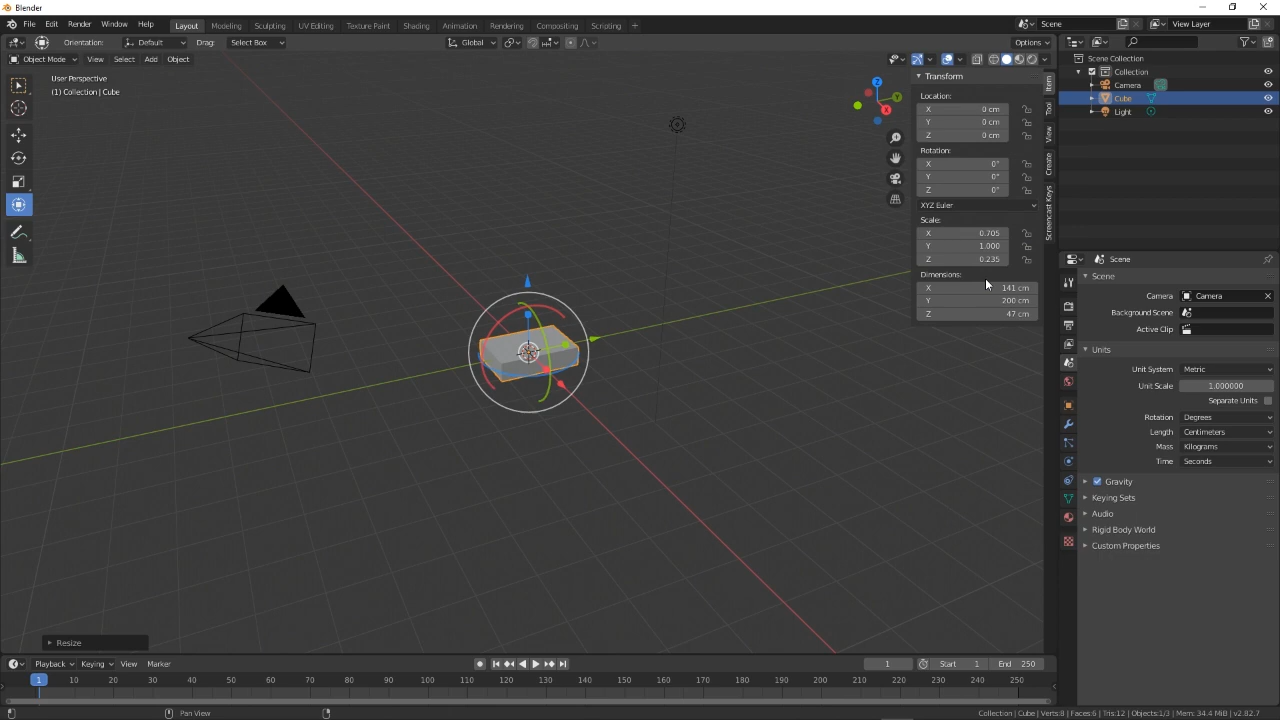 Blender
File Edit Render Window Help Layout Modeling Sculpting UV Editing Texture Paint Shading Animation Rendering Compositing Scripting + Scene View Layer
Orientation: Default Drag: Select Box Global Options
Object Mode View Select Add Object
User Perspective
(1) Collection | Cube
Transform
Location:
X 0 cm
Y 0 cm
Z 0 cm
Rotation:
X 0°
Y 0°
Z 0°
XYZ Euler
Scale:
X 0.705
Y 1.000
Z 0.235
Dimensions:
X 141 cm
Y 200 cm
Z 47 cm
Item
Tool
View
Create
Screencast Keys
X
Y
Z
Scene Collection
Collection
Camera
Cube
Light
Scene
Scene
Camera Camera
Background Scene
Active Clip
Units
Unit System Metric
Unit Scale 1.000000
Separate Units
Rotation Degrees
Length Centimeters
Mass Kilograms
Time Seconds
Gravity
Keying Sets
Audio
Rigid Body World
Custom Properties
Resize
Playback Keying View Marker 1 Start 1 End 250
1 10 20 30 40 50 60 70 80 90 100 110 120 130 140 150 160 170 180 190 200 210 220 230 240 250
Pan View
Collection | Cube | Verts:8 | Faces:6 | Tris:12 | Objects:1/3 | Mem: 34.4 MiB | v2.82.7